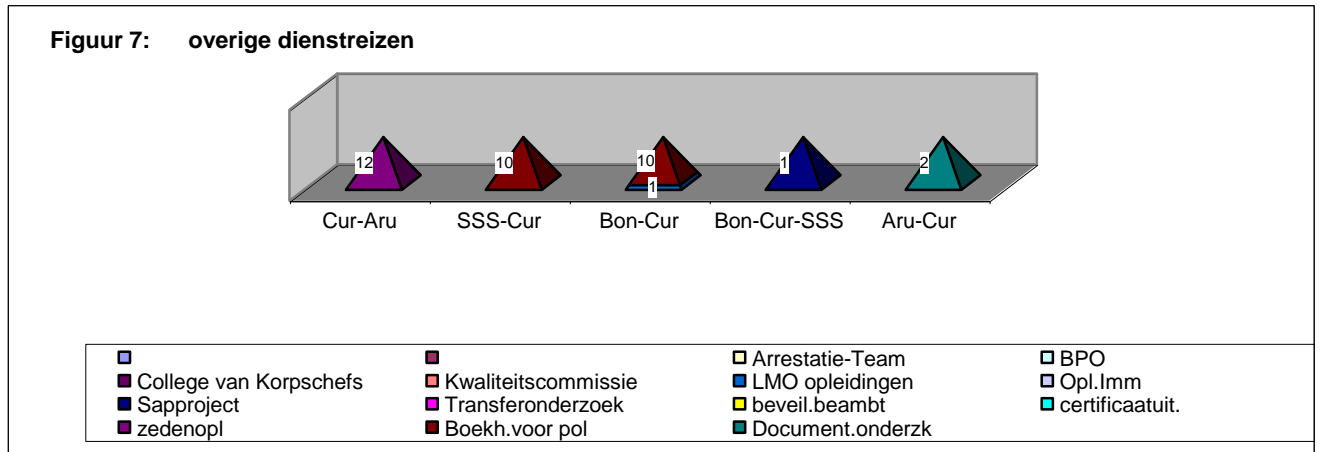 Figuur 7: overige dienstreizen
12 10 10 1 2
1
Cur-Aru SSS-Cur Bon-Cur Bon-Cur-SSS Aru-Cur
Arrestatie-Team BPO
College van Korpschefs Kwaliteitscommissie LMO opleidingen Opl.Imm
Sapproject Transferonderzoek beveil.beambt certificaatuit.
zedenopl Boekh.voor pol Document.onderzk